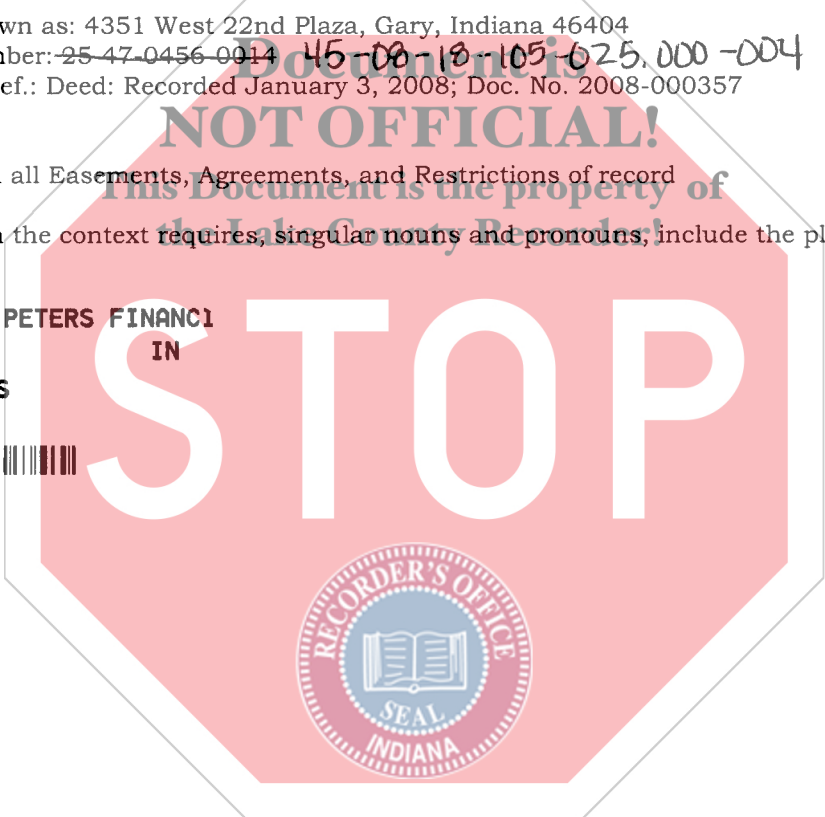 wn as: 4351 West 22nd Plaza, Gary, Indiana 46404
nber: 25-47-0456-0014 45-08-18-105-025.000-004
Document is
ef.: Deed: Recorded January 3, 2008; Doc. No. 2008-000357
NOT OFFICIAL!
all Easements, Agreements, and Restrictions of record
This Document is the property of
the Lake County Recorder!
the context requires, singular nouns and pronouns, include the pl
PETERS FINANC1
IN
S
STOP
RECORDER'S OFFICE
SEAL
INDIANA